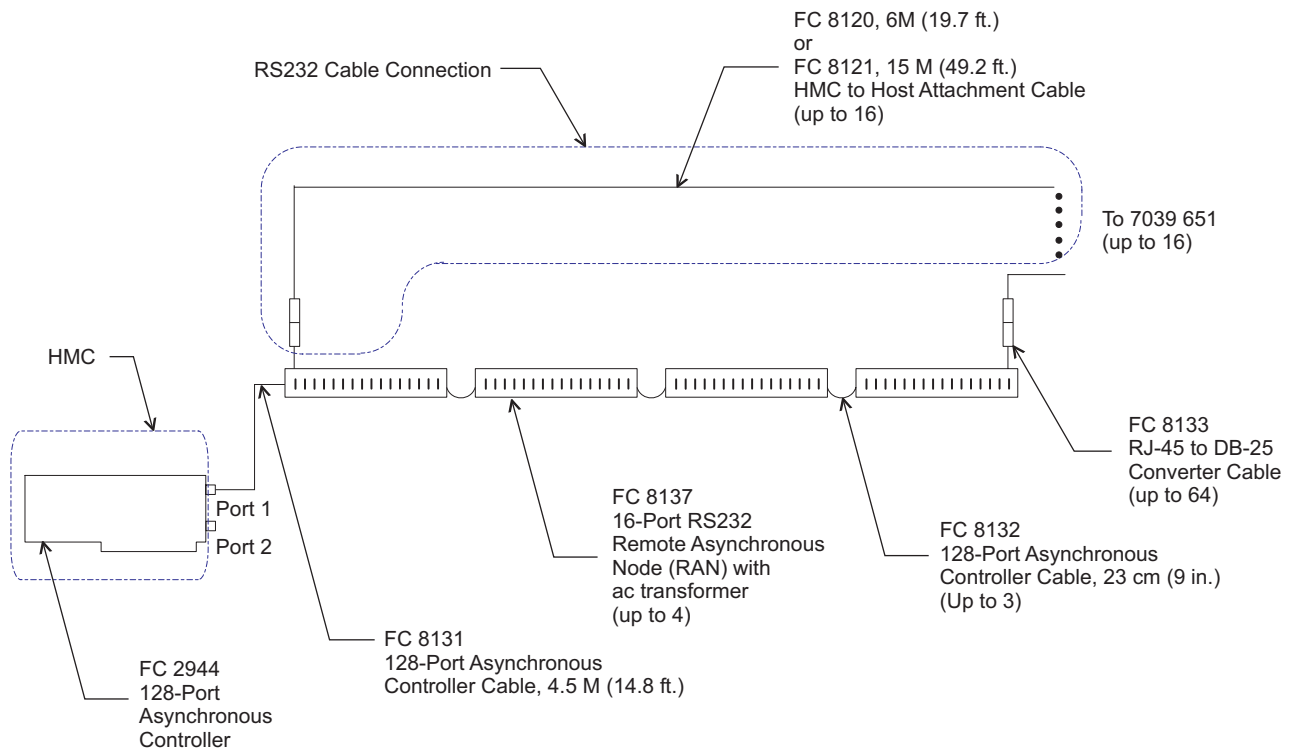 FC 8120, 6M (19.7 ft.)
or
FC 8121, 15 M (49.2 ft.)
HMC to Host Attachment Cable
(up to 16)
RS232 Cable Connection
To 7039 651
(up to 16)
HMC
Port 1
Port 2
FC 8133
RJ-45 to DB-25
Converter Cable
(up to 64)
FC 8137
16-Port RS232
Remote Asynchronous
Node (RAN) with
ac transformer
(up to 4)
FC 8132
128-Port Asynchronous
Controller Cable, 23 cm (9 in.)
(Up to 3)
FC 8131
128-Port Asynchronous
Controller Cable, 4.5 M (14.8 ft.)
FC 2944
128-Port
Asynchronous
Controller